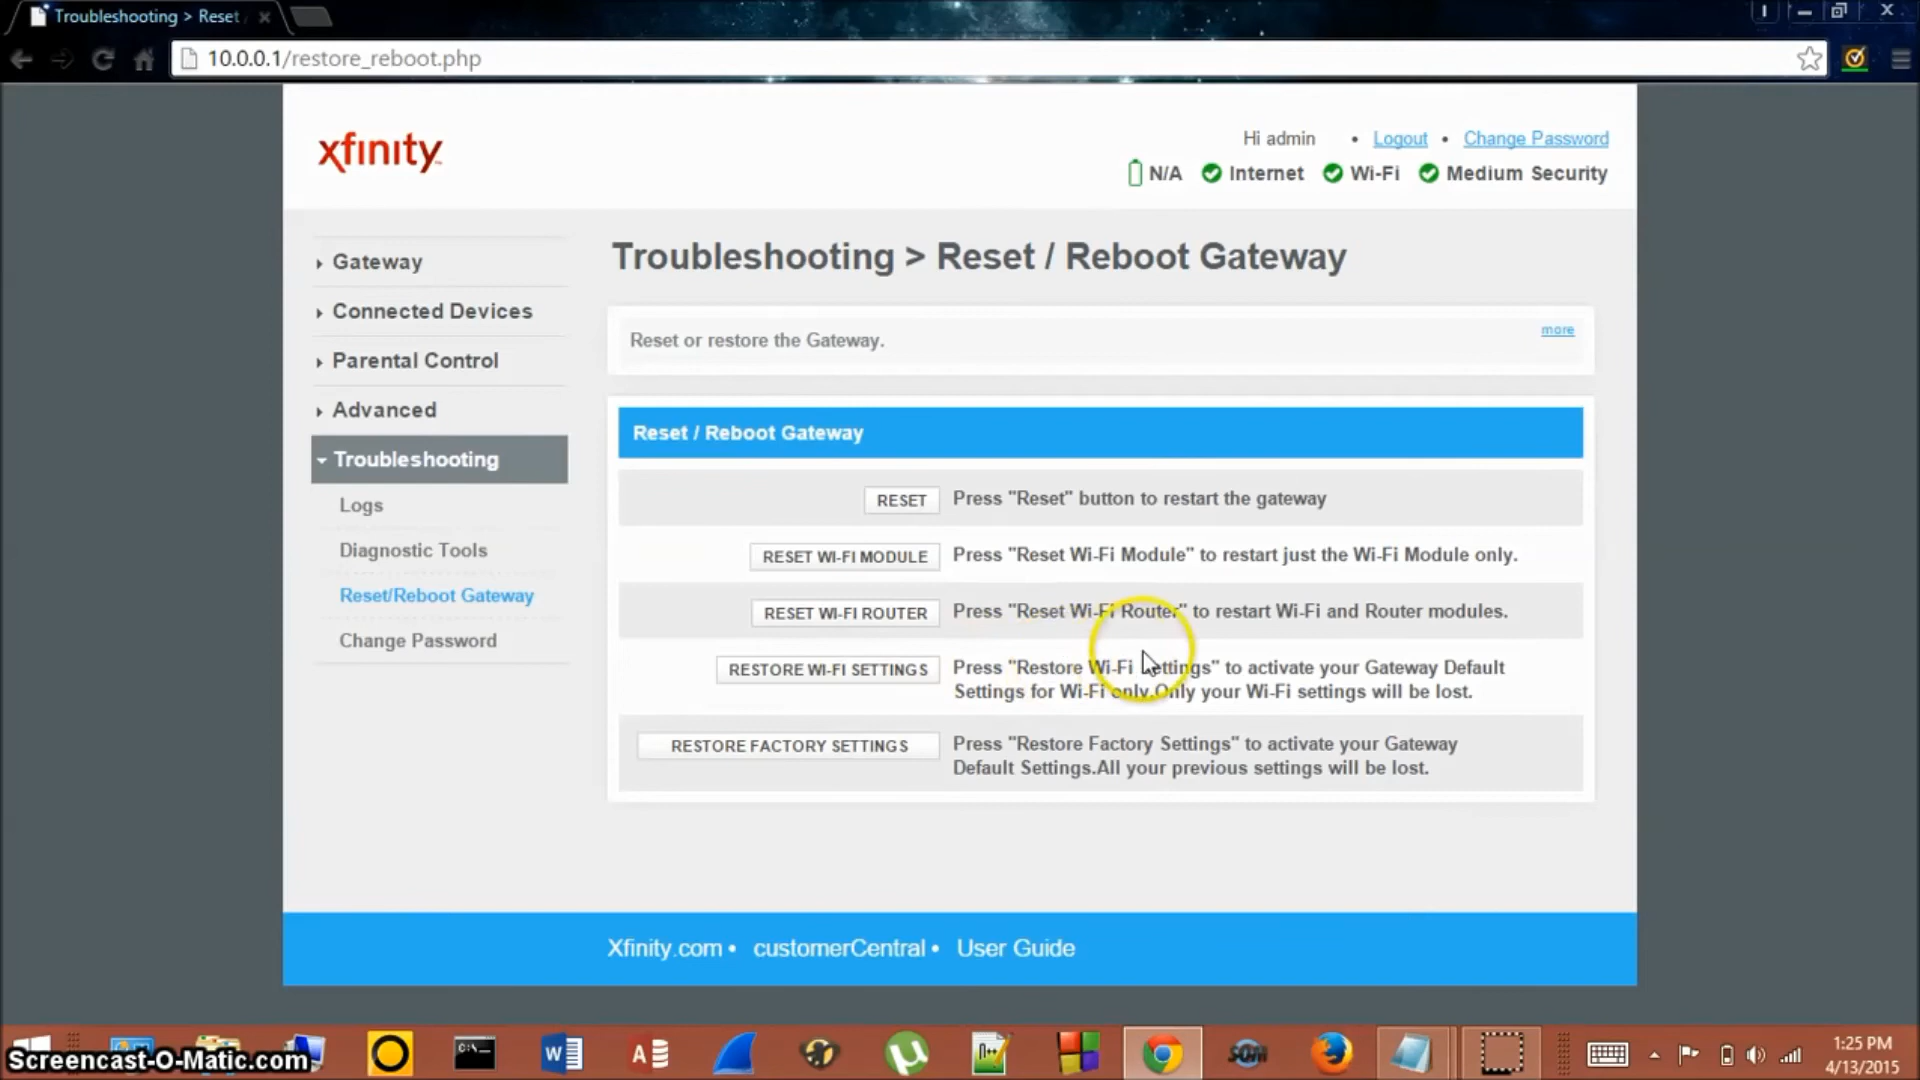 Troubleshooting > Reset
10.0.0.1/restore_reboot.php
xfinity
Hi admin • Logout • Change Password
N/A Internet Wi-Fi Medium Security
Gateway
Connected Devices
Parental Control
Advanced
Troubleshooting
Logs
Diagnostic Tools
Reset/Reboot Gateway
Change Password
Troubleshooting > Reset / Reboot Gateway
Reset or restore the Gateway.
more
Reset / Reboot Gateway
RESET Press "Reset" button to restart the gateway
RESET WI-FI MODULE Press "Reset Wi-Fi Module" to restart just the Wi-Fi Module only.
RESET WI-FI ROUTER Press "Reset Wi-Fi Router" to restart Wi-Fi and Router modules.
RESTORE WI-FI SETTINGS Press "Restore Wi-Fi Settings" to activate your Gateway Default
Settings for Wi-Fi only.Only your Wi-Fi settings will be lost.
RESTORE FACTORY SETTINGS Press "Restore Factory Settings" to activate your Gateway
Default Settings.All your previous settings will be lost.
Xfinity.com • customerCentral • User Guide
Screencast-O-Matic.com
1:25 PM
4/13/2015